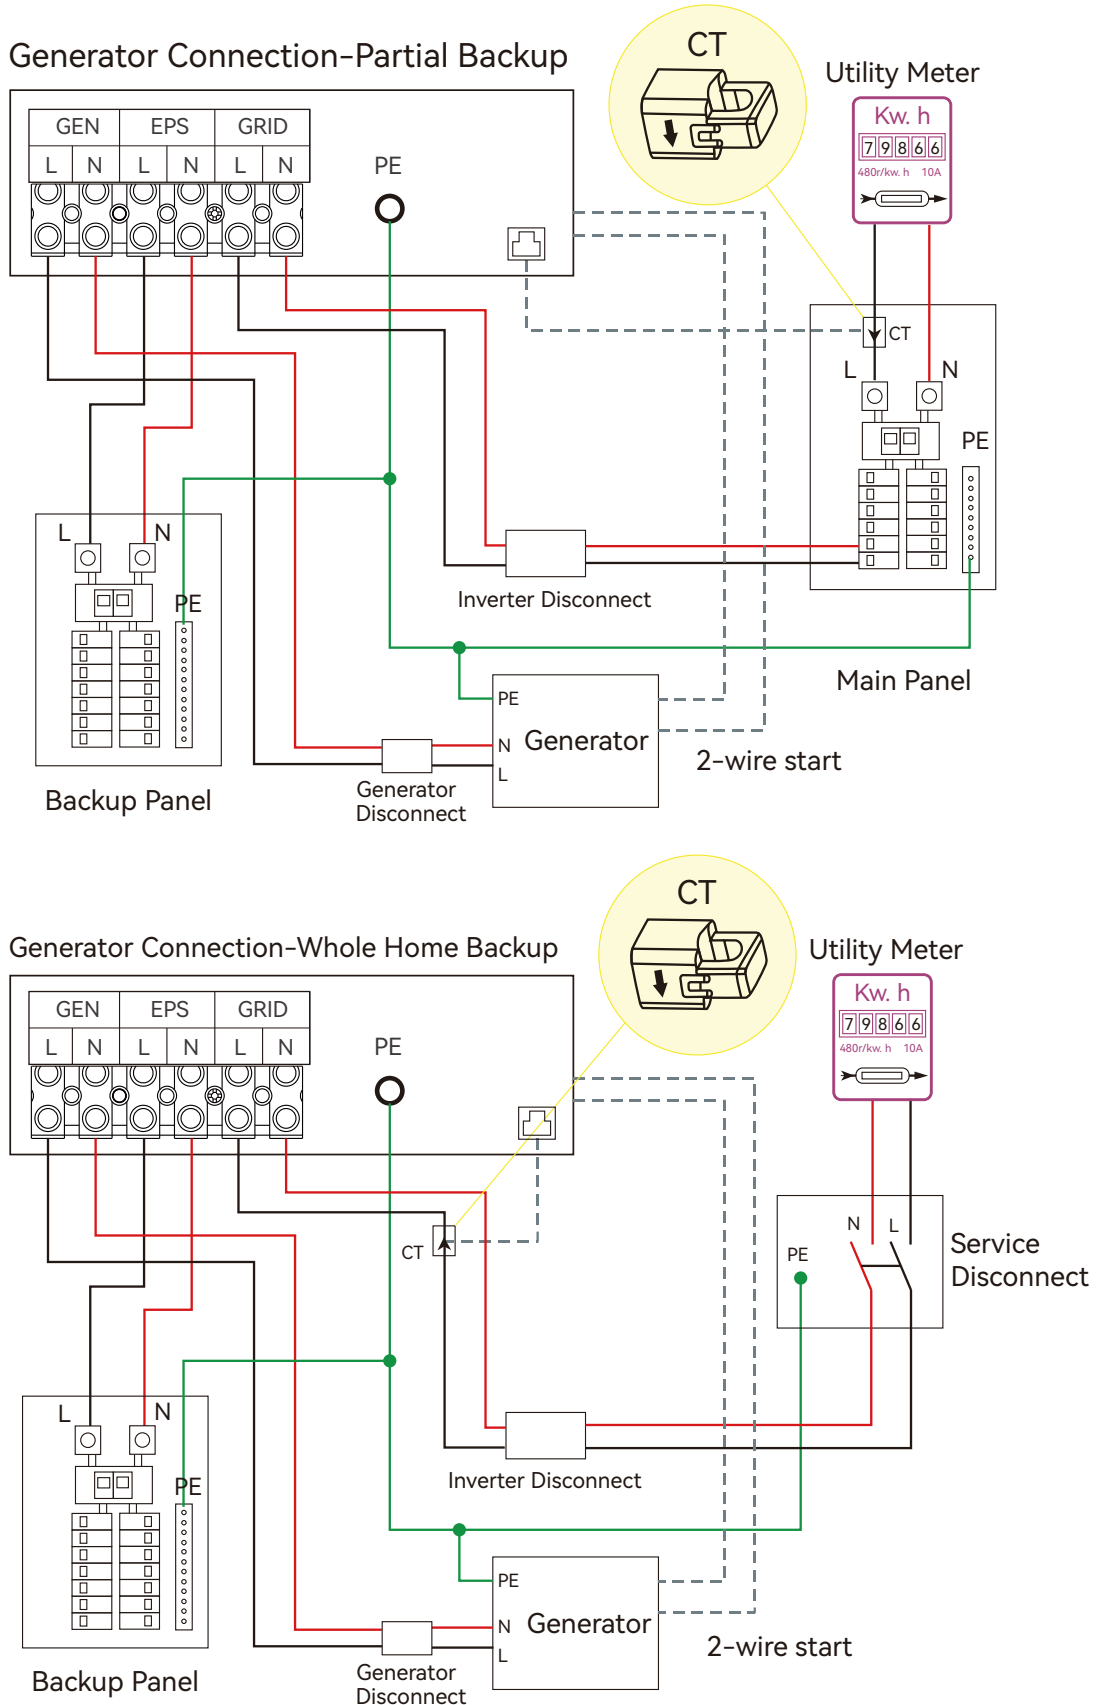 Generator Connection-Partial Backup
CT
Utility Meter
Kw. h
79866
480r/kw. h 10A
GEN EPS GRID
L N L N L N
PE
CT
L N
PE
L N
PE
Inverter Disconnect
Main Panel
PE
N
L
Generator
2-wire start
Backup Panel
Generator
Disconnect
Generator Connection-Whole Home Backup
CT
Utility Meter
Kw. h
79866
480r/kw. h 10A
GEN EPS GRID
L N L N L N
PE
CT
N L
PE
Service
Disconnect
L N
PE
Inverter Disconnect
PE
N
L
Generator
2-wire start
Backup Panel
Generator
Disconnect